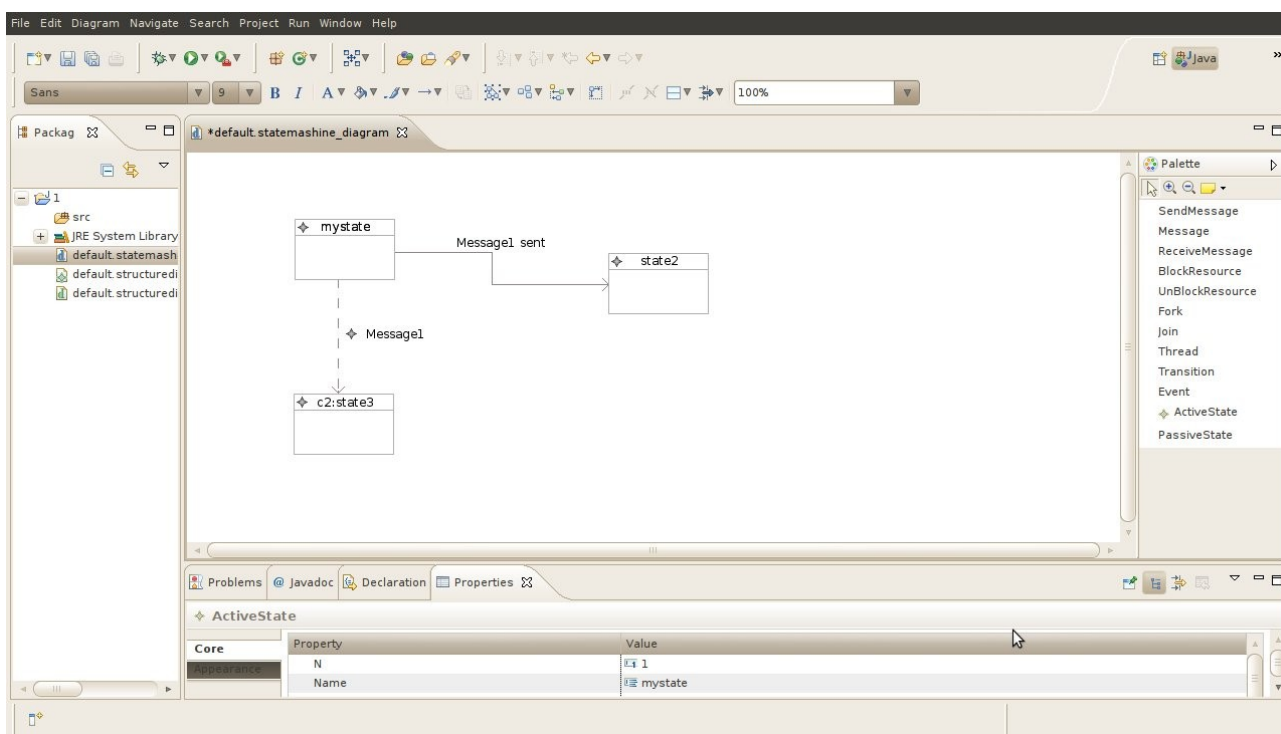 File Edit Diagram Navigate Search Project Run Window Help
Java
»
Sans
9
B I A
100%
Packag
*default.statemashine_diagram
1
src
JRE System Library
default.statemash
default.structuredi
default.structuredi
mystate
Message1 sent
state2
Message1
c2:state3
Palette
SendMessage
Message
ReceiveMessage
BlockResource
UnBlockResource
Fork
Join
Thread
Transition
Event
ActiveState
PassiveState
Problems @ Javadoc Declaration Properties
ActiveState
Core
Appearance
Property Value
N 1
Name mystate